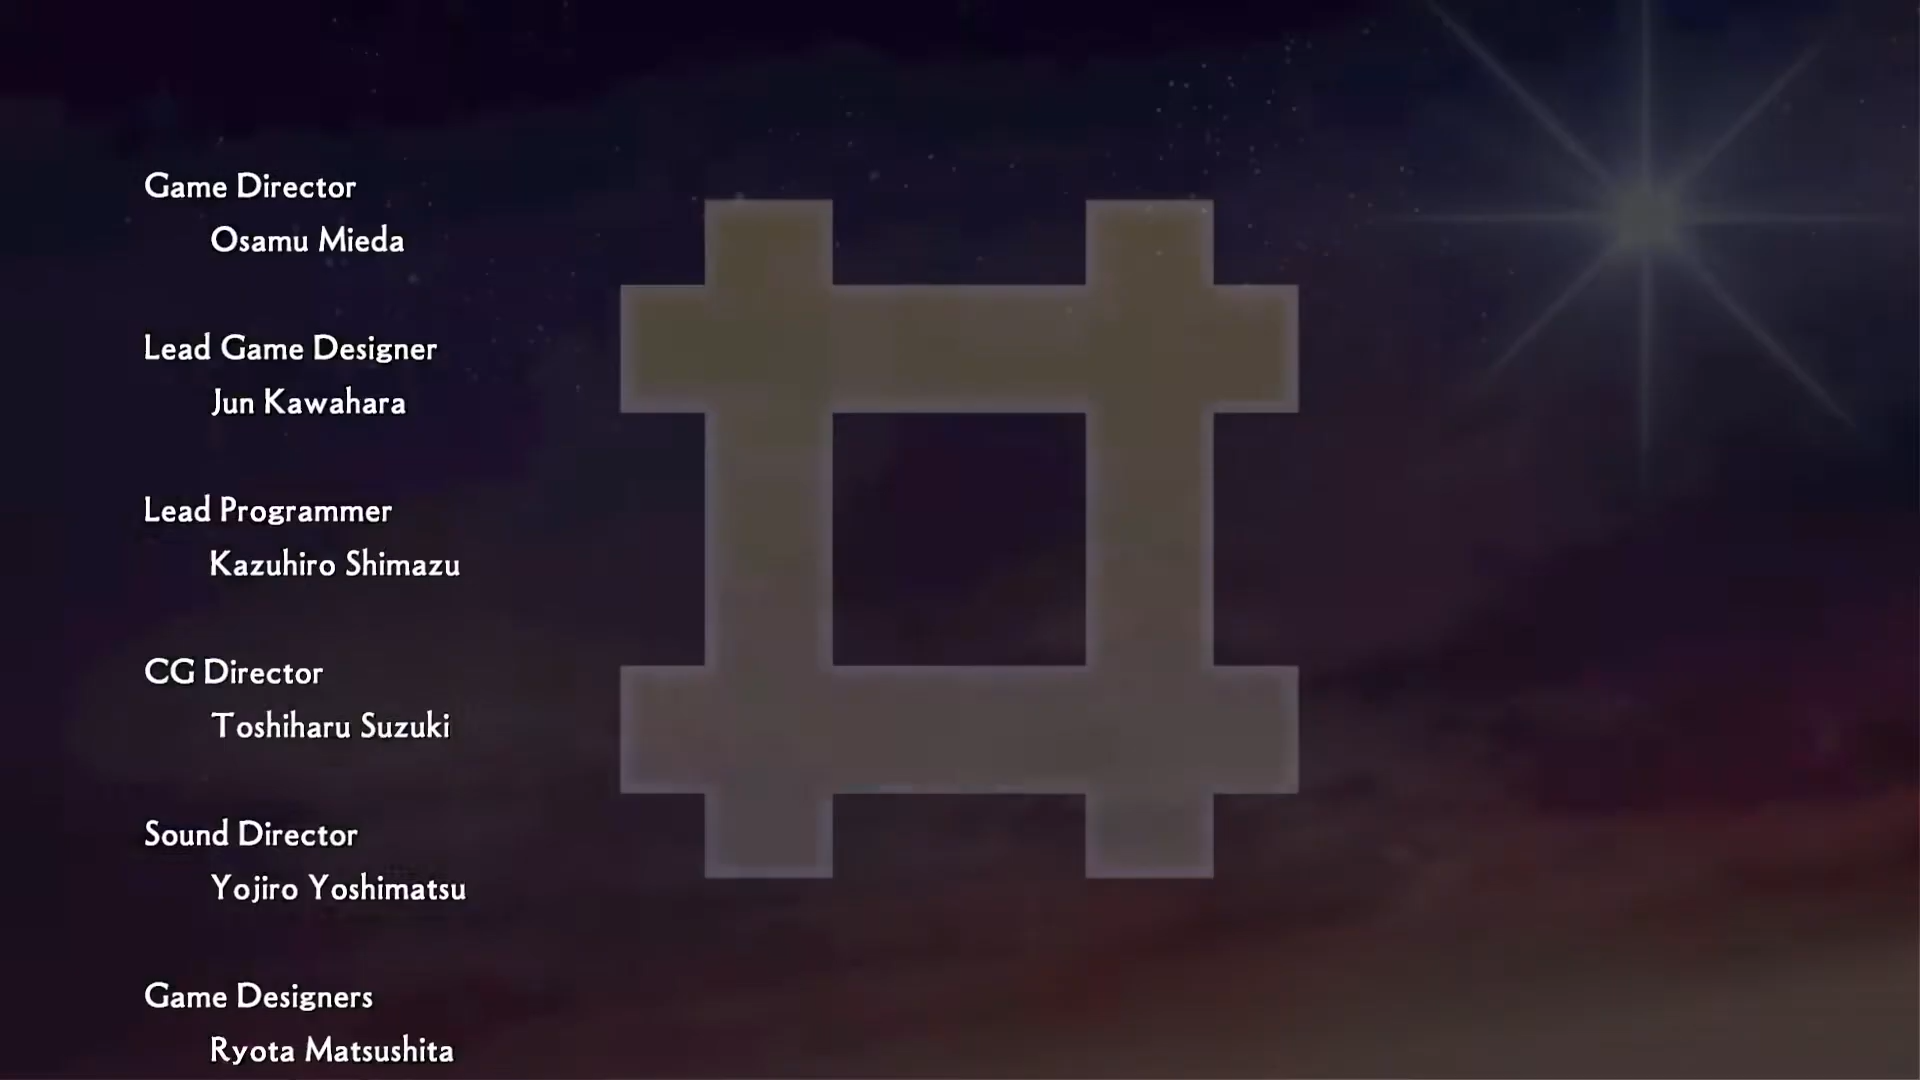 Game Director
Osamu Mieda
Lead Game Designer
Jun Kawahara
Lead Programmer
Kazuhiro Shimazu
CG Director
Toshiharu Suzuki
Sound Director
Yojiro Yoshimatsu
Game Designers
Ryota Matsushita